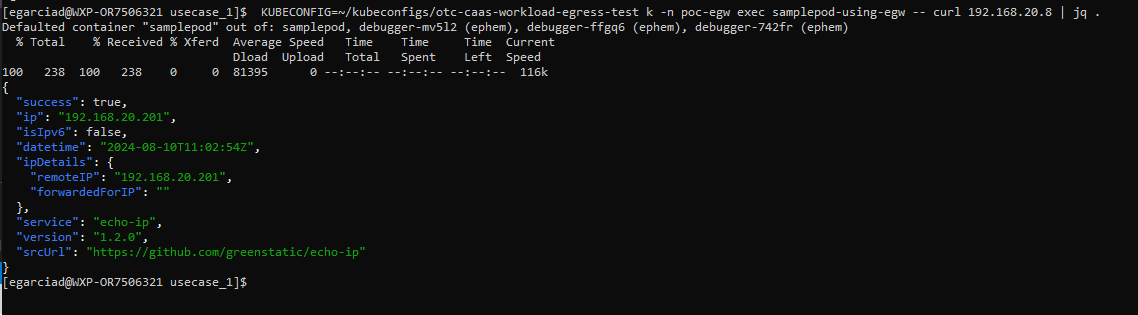 [egarciad@WXP-OR7506321 usecase_1]$  KUBECONFIG=~/kubeconfigs/otc-caas-workload-egress-test k -n poc-egw exec samplepod-using-egw -- curl 192.168.20.8 | jq .
Defaulted container "samplepod" out of: samplepod, debugger-mv5l2 (ephem), debugger-ffgq6 (ephem), debugger-742fr (ephem)
  % Total    % Received % Xferd  Average Speed   Time    Time     Time  Current
                                 Dload  Upload   Total   Spent    Left  Speed
100   238  100   238    0     0  81395      0 --:--:-- --:--:-- --:--:--  116k
{
  "success": true,
  "ip": "192.168.20.201",
  "isIpv6": false,
  "datetime": "2024-08-10T11:02:54Z",
  "ipDetails": {
    "remoteIP": "192.168.20.201",
    "forwardedForIP": ""
  },
  "service": "echo-ip",
  "version": "1.2.0",
  "srcUrl": "https://github.com/greenstatic/echo-ip"
}
[egarciad@WXP-OR7506321 usecase_1]$